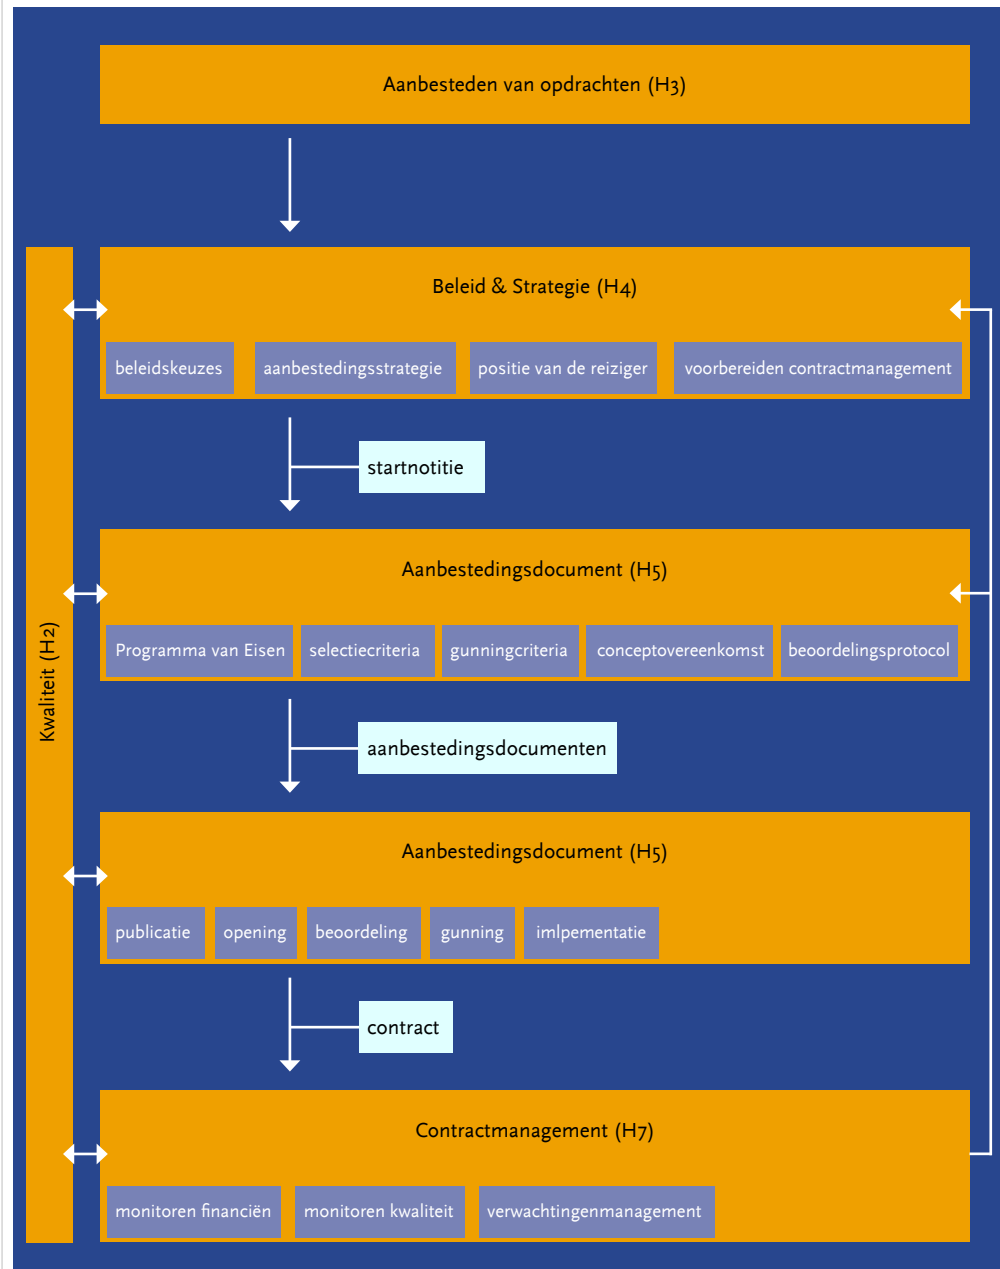 Aanbesteden van opdrachten (H3)
Beleid & Strategie (H4)
beleidskeuzes
aanbestedingsstrategie
positie van de reiziger
voorbereiden contractmanagement
startnotitie
Aanbestedingsdocument (H5)
Programma van Eisen
selectiecriteria
gunningcriteria
conceptovereenkomst
beoordelingsprotocol
Kwaliteit (H2)
aanbestedingsdocumenten
Aanbestedingsdocument (H5)
publicatie
opening
beoordeling
gunning
imlpementatie
contract
Contractmanagement (H7)
monitoren financiën
monitoren kwaliteit
verwachtingenmanagement